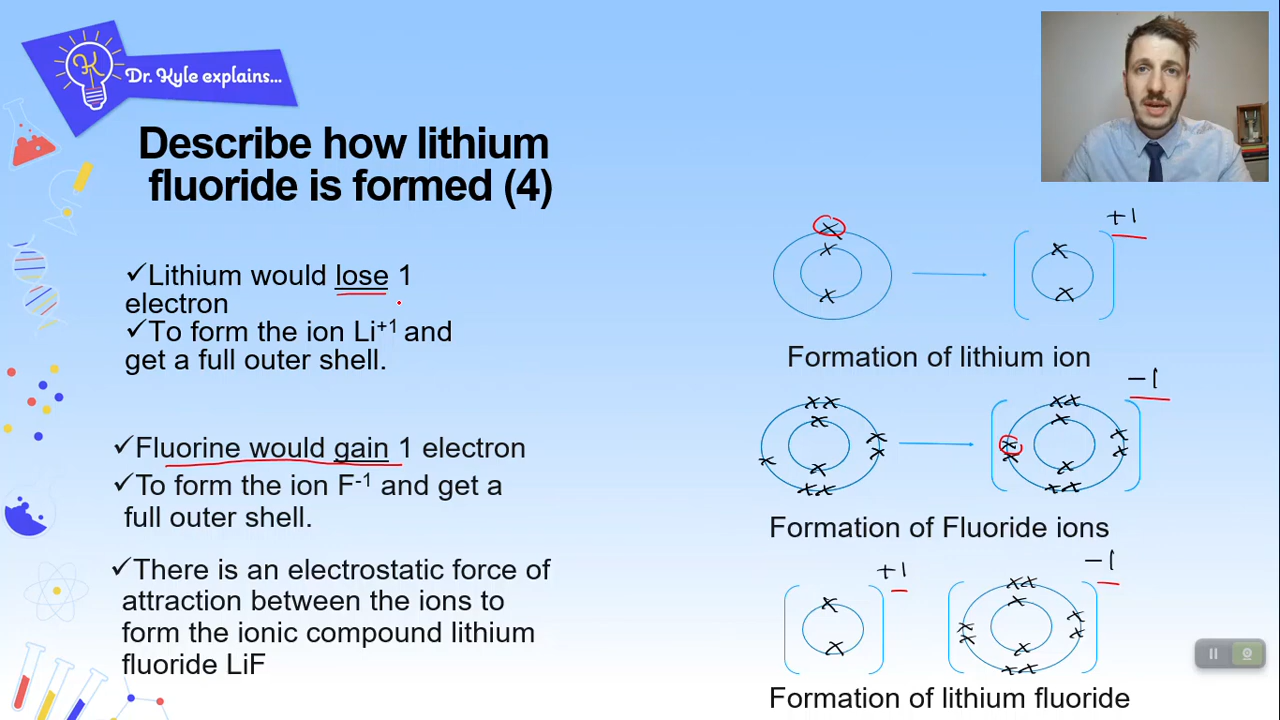 Dr. Kyle explains...
Describe how lithium
fluoride is formed (4)
✓Lithium would lose 1
electron
✓To form the ion Li+1 and
get a full outer shell.
✓Fluorine would gain 1 electron
✓To form the ion F-1 and get a
full outer shell.
✓There is an electrostatic force of
attraction between the ions to
form the ionic compound lithium
fluoride LiF
+1
Formation of lithium ion
-1
Formation of Fluoride ions
+1
-1
Formation of lithium fluoride